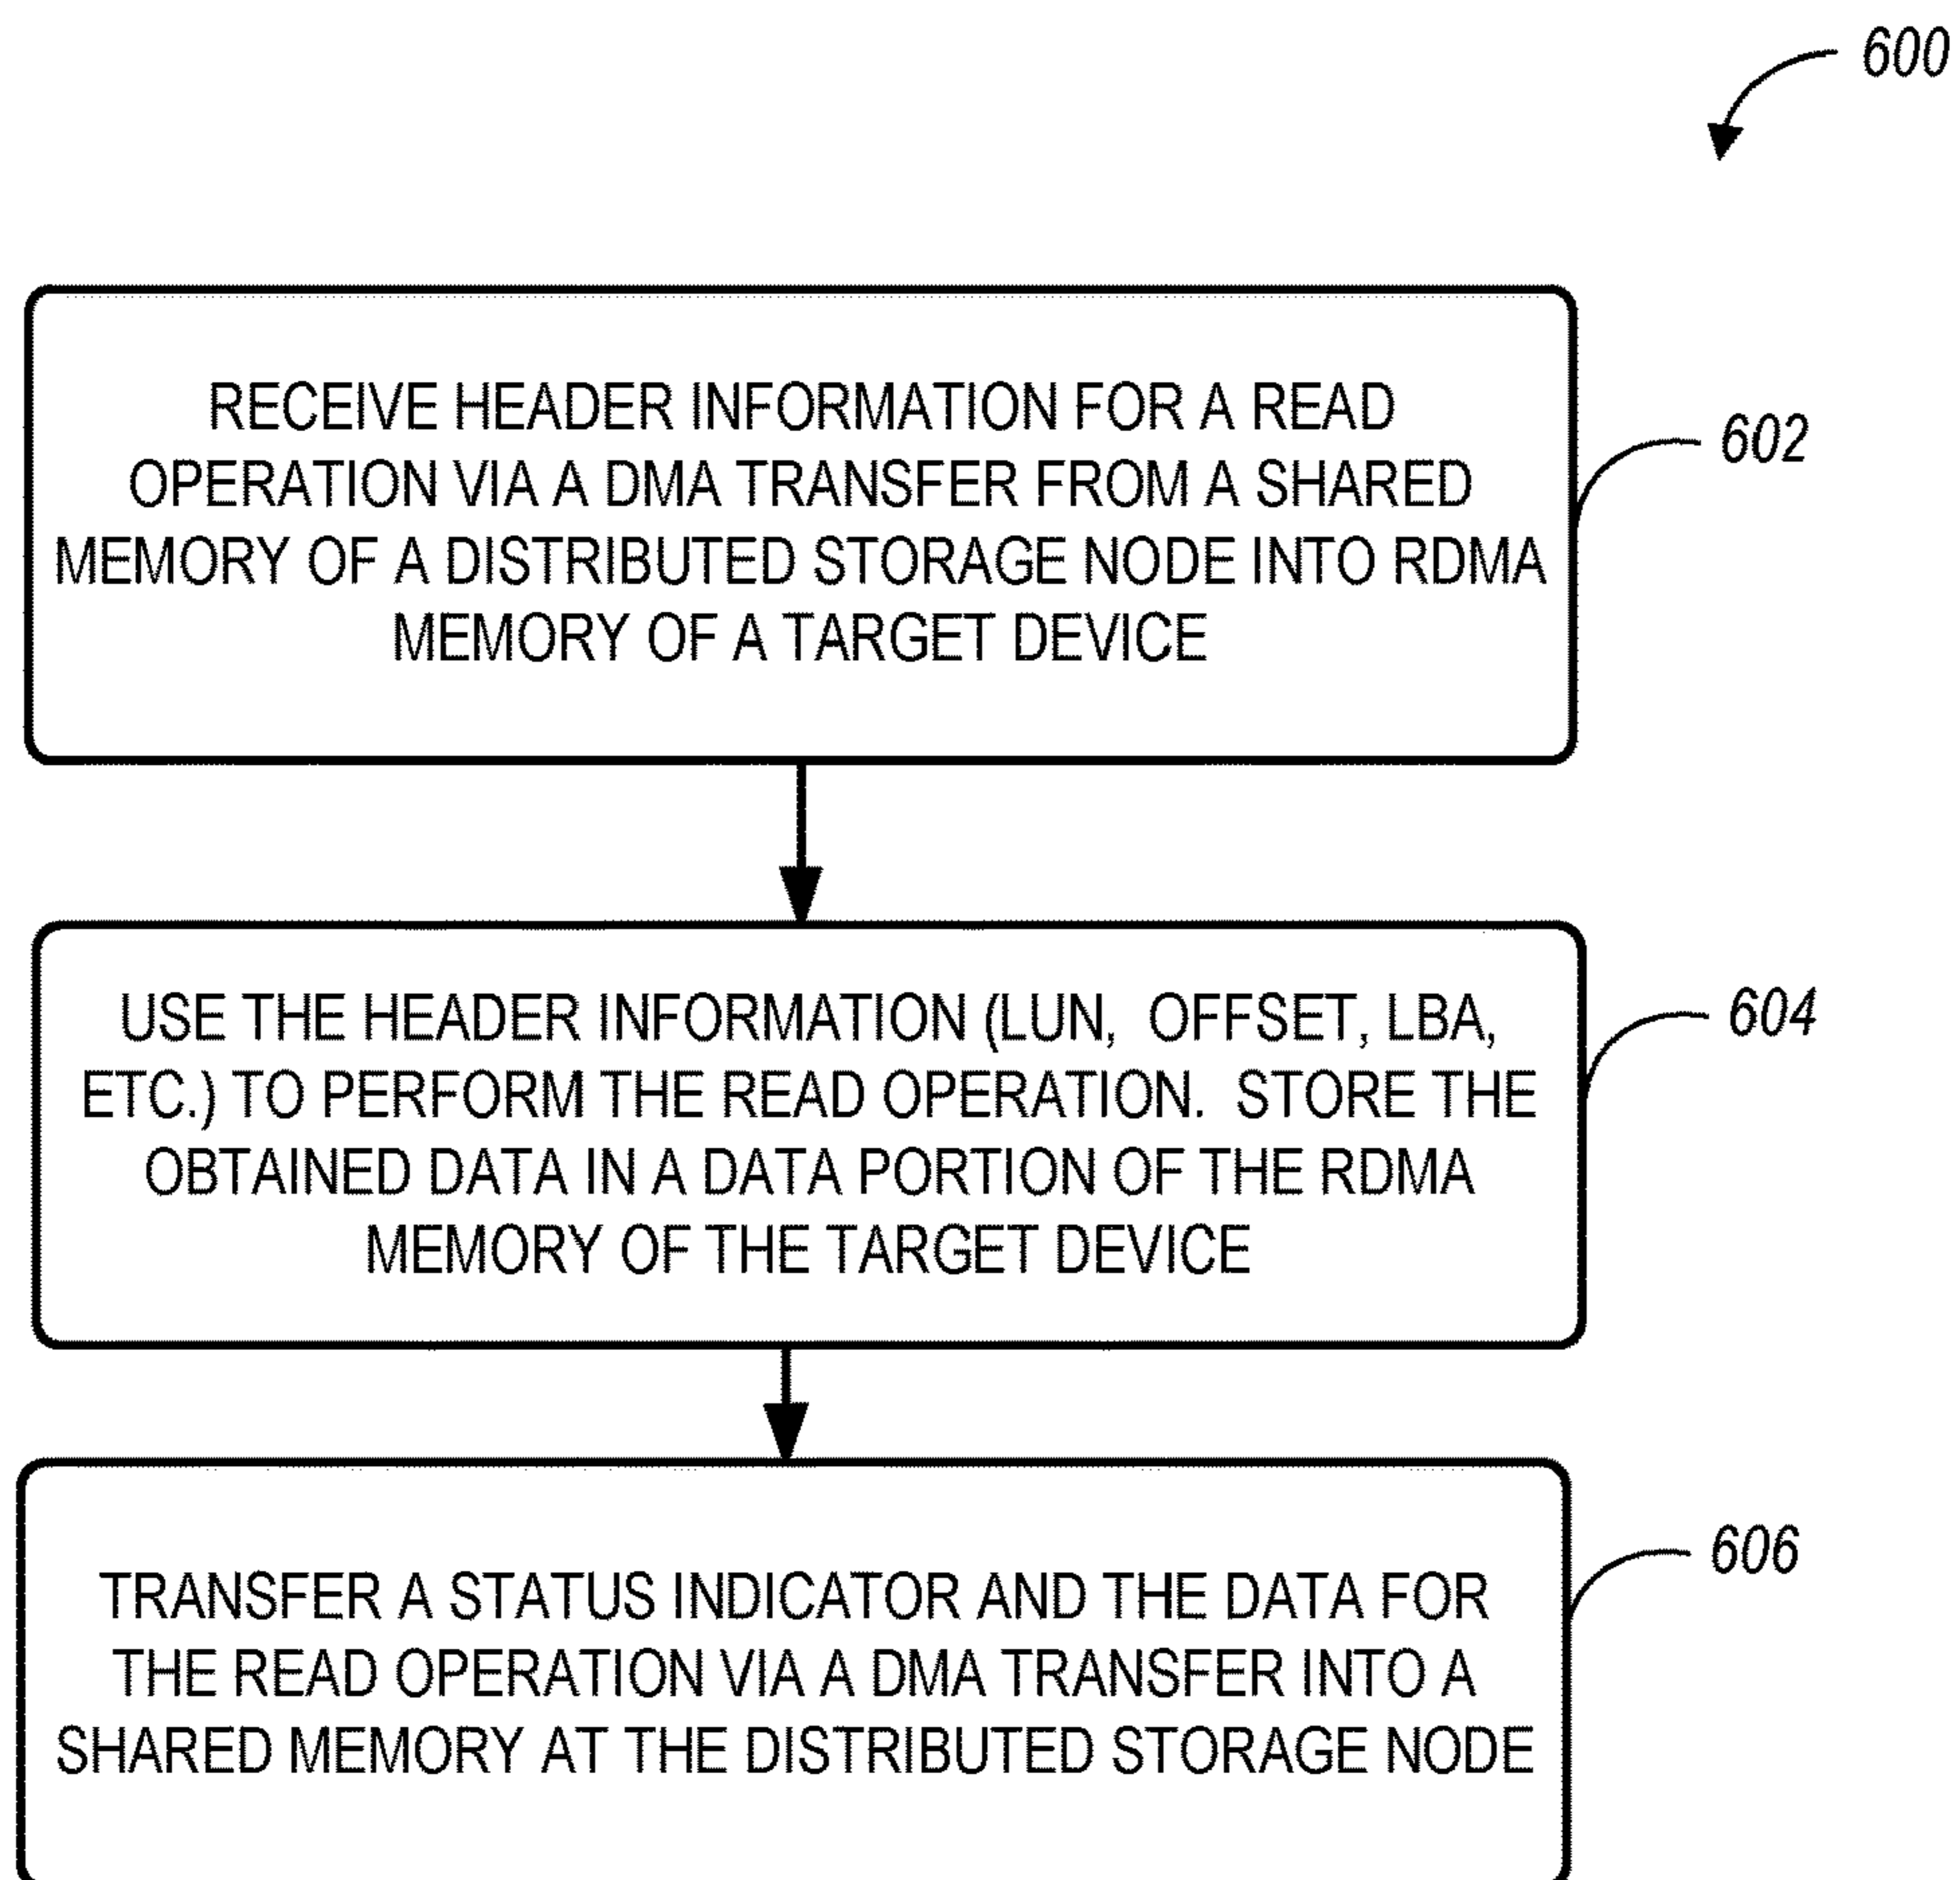 600
RECEIVE HEADER INFORMATION FOR A READ
OPERATION VIA A DMA TRANSFER FROM A SHARED
MEMORY OF A DISTRIBUTED STORAGE NODE INTO RDMA
MEMORY OF A TARGET DEVICE
602
USE THE HEADER INFORMATION (LUN, OFFSET, LBA,
ETC.) TO PERFORM THE READ OPERATION. STORE THE
OBTAINED DATA IN A DATA PORTION OF THE RDMA
MEMORY OF THE TARGET DEVICE
604
TRANSFER A STATUS INDICATOR AND THE DATA FOR
THE READ OPERATION VIA A DMA TRANSFER INTO A
SHARED MEMORY AT THE DISTRIBUTED STORAGE NODE
606